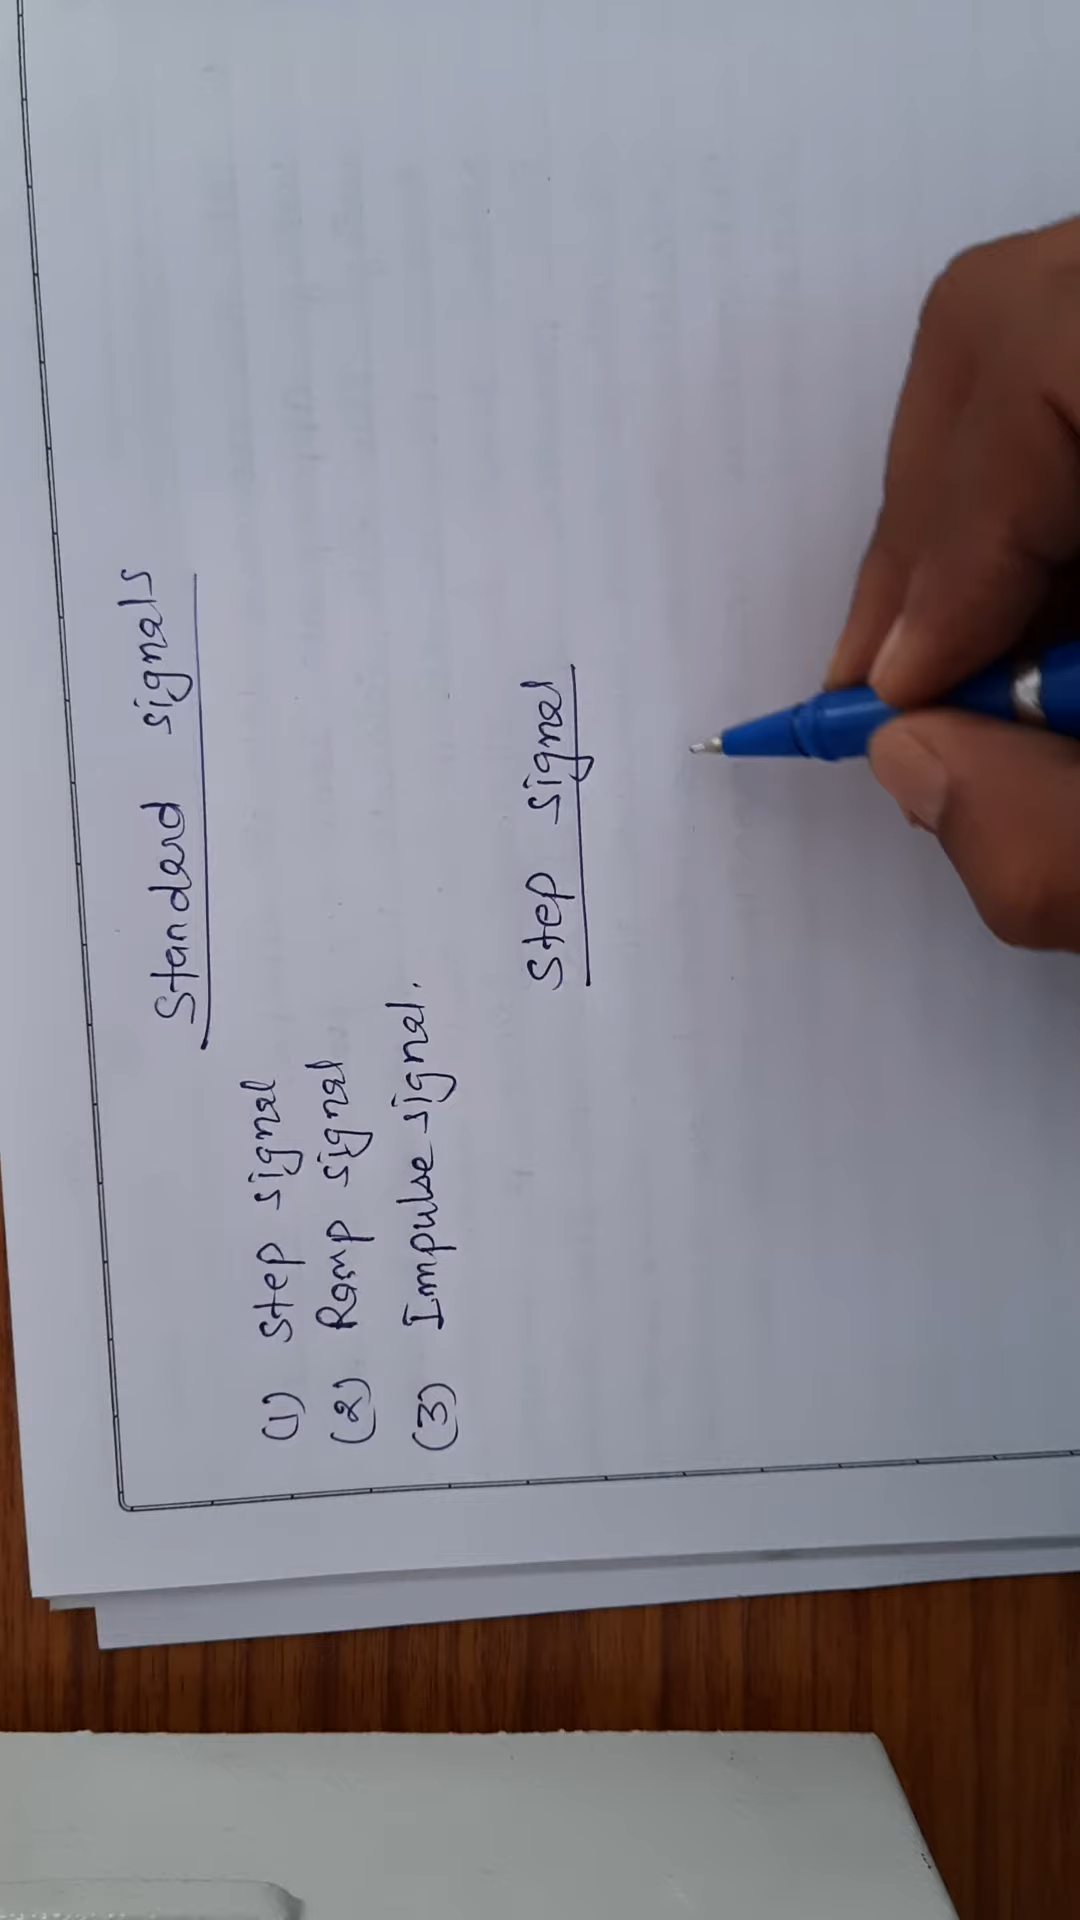 Standard signals
(1) Step signal
(2) Ramp signal
(3) Impulse signal.
Step signal